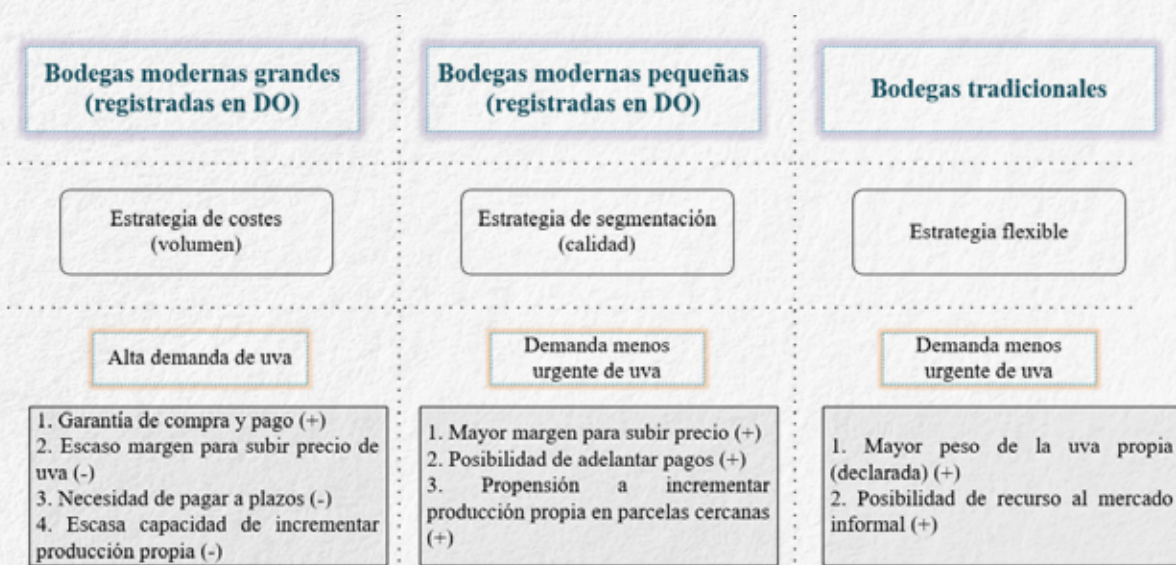 Bodegas modernas grandes
(registradas en DO)
Bodegas modernas pequeñas
(registradas en DO)
Bodegas tradicionales
Estrategia de costes
(volumen)
Estrategia de segmentación
(calidad)
Estrategia flexible
Alta demanda de uva
Demanda menos
urgente de uva
Demanda menos
urgente de uva
1. Garantía de compra y pago (+)
2. Escaso margen para subir precio de
uva (-)
3. Necesidad de pagar a plazos (-)
4. Escasa capacidad de incrementar
producción propia (-)
1. Mayor margen para subir precio (+)
2. Posibilidad de adelantar pagos (+)
3. Propensión a incrementar
producción propia en parcelas cercanas
(+)
1. Mayor peso de la uva propia
(declarada) (+)
2. Posibilidad de recurso al mercado
informal (+)